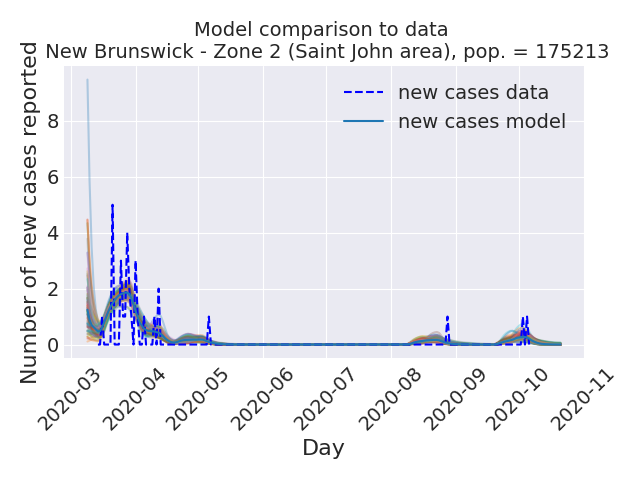 Model comparison to data
New Brunswick - Zone 2 (Saint John area), pop. = 175213
Number of new cases reported
new cases data
new cases model
8
6
4
2
0
2020-03
2020-04
2020-05
2020-06
2020-07
2020-08
2020-09
2020-10
2020-11
Day